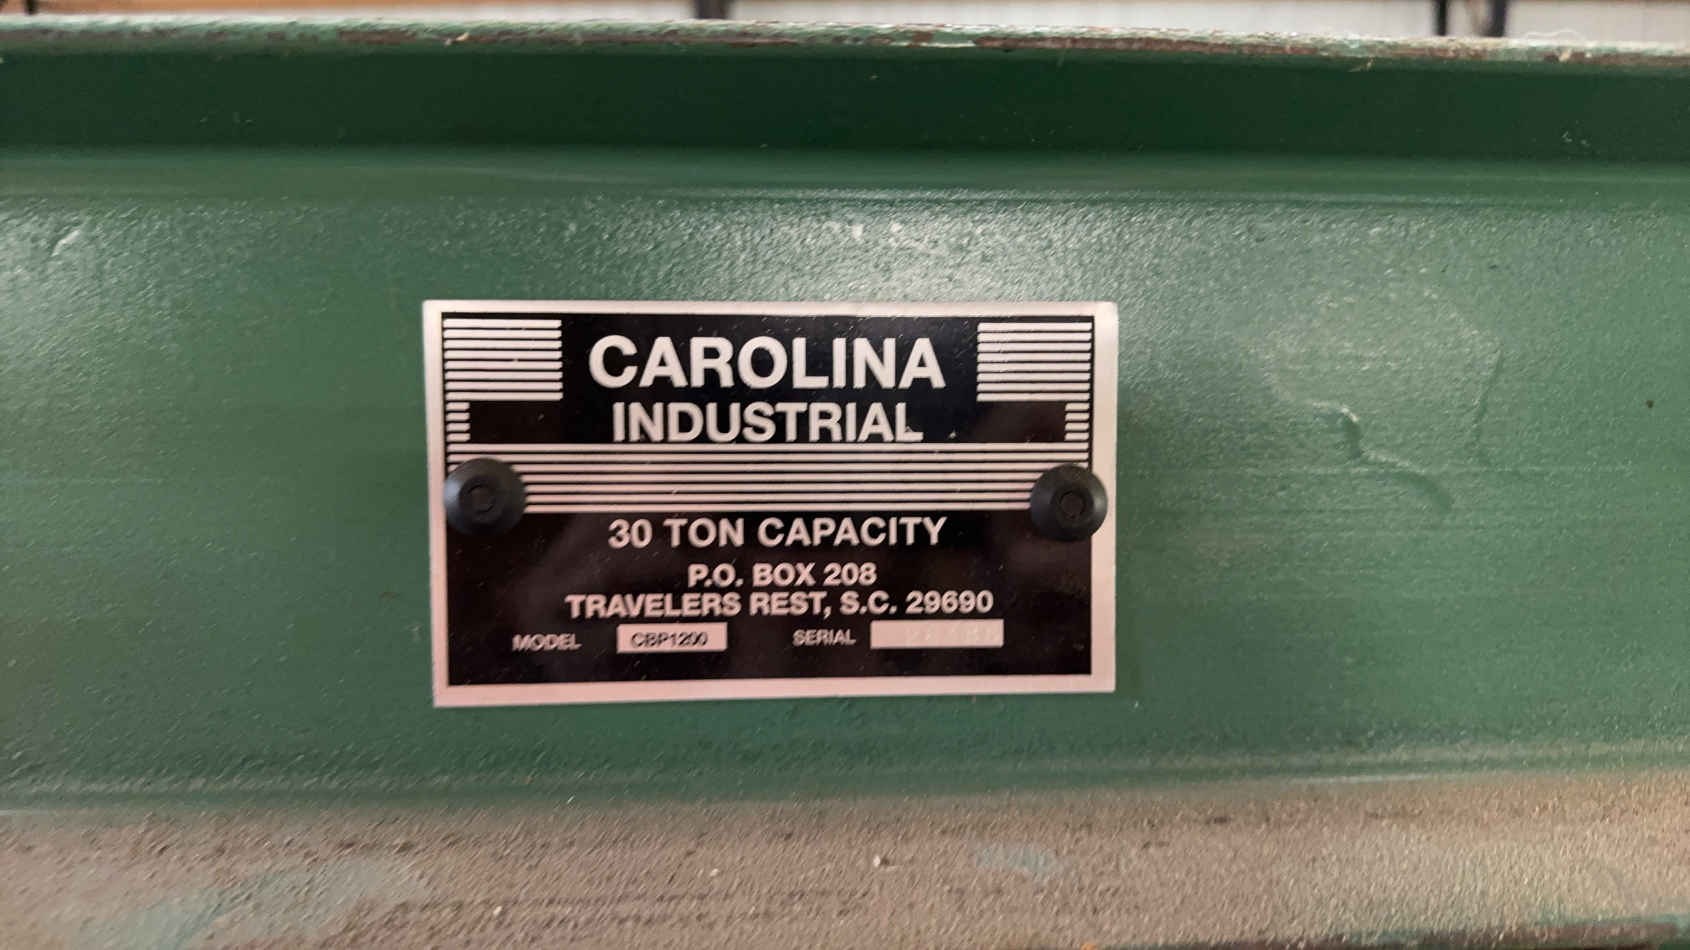 CAROLINA
INDUSTRIAL
30 TON CAPACITY
P.O. BOX 208
TRAVELERS REST, S.C. 29690
MODEL CBP1200 SERIAL